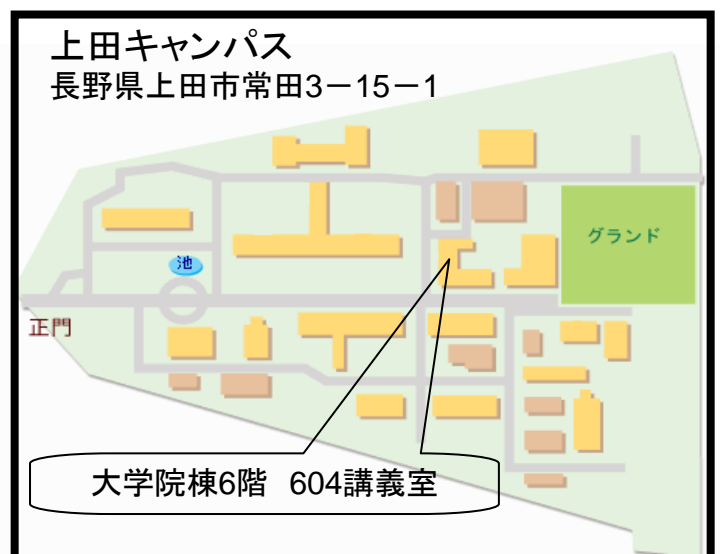 上田キャンパス
長野県上田市常田3－15－1
グランド
池
正門
大学院棟6階　604講義室